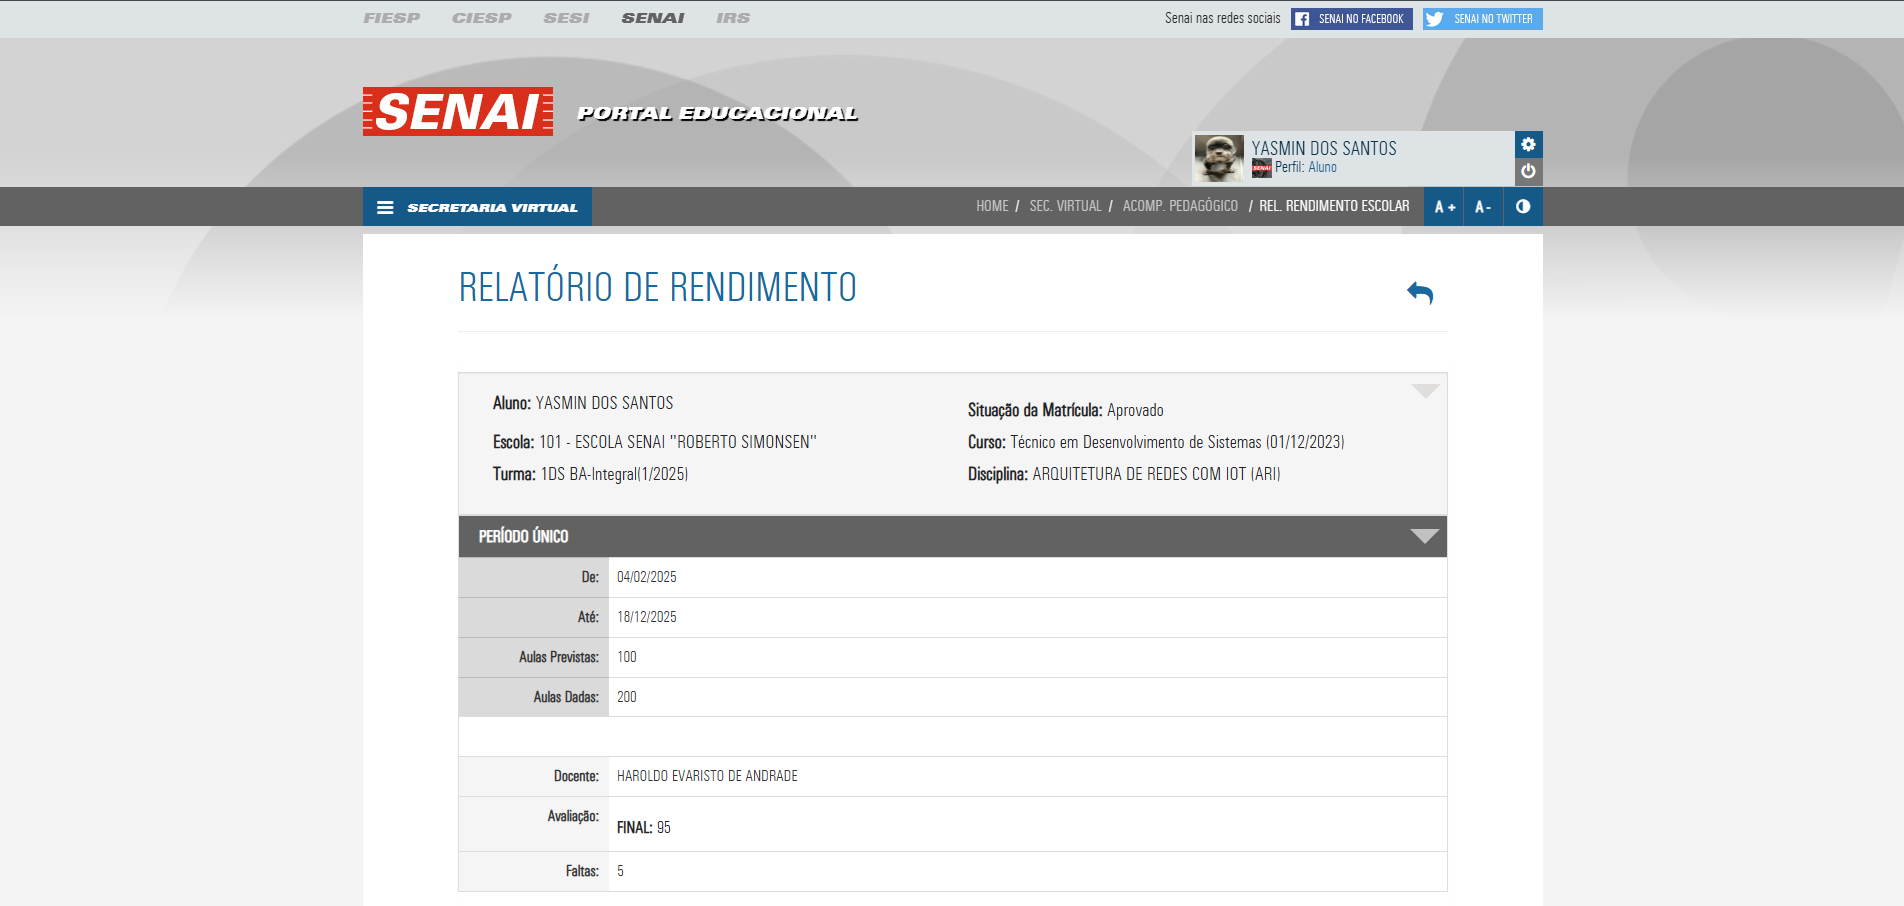 FIESP CIESP SESI SENAI IRS
Senai nas redes sociais SENAI NO FACEBOOK SENAI NO TWITTER
SENAI PORTAL EDUCACIONAL
YASMIN DOS SANTOS
SENAI Perfil: Aluno
SECRETARIA VIRTUAL
HOME / SEC. VIRTUAL / ACOMP. PEDAGÓGICO / REL. RENDIMENTO ESCOLAR A + A -
RELATÓRIO DE RENDIMENTO
Aluno: YASMIN DOS SANTOS
Situação da Matrícula: Aprovado
Escola: 101 - ESCOLA SENAI "ROBERTO SIMONSEN"
Curso: Técnico em Desenvolvimento de Sistemas (01/12/2023)
Turma: 1DS BA-Integral(1/2025)
Disciplina: ARQUITETURA DE REDES COM IOT (ARI)
PERÍODO ÚNICO
De: 04/02/2025
Até: 18/12/2025
Aulas Previstas: 100
Aulas Dadas: 200
Docente: HAROLDO EVARISTO DE ANDRADE
Avaliação:
FINAL: 95
Faltas: 5